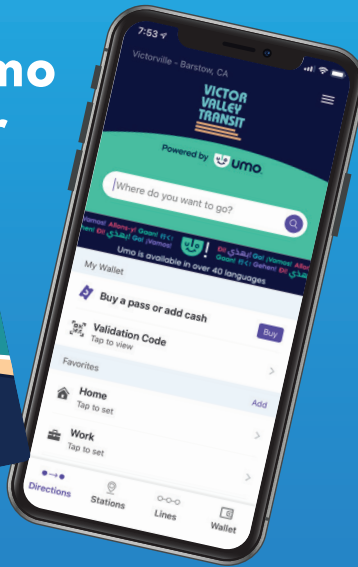 mo
7:53
Victorville - Barstow, CA
VICTOR
VALLEY
TRANSIT
Powered by umo
Where do you want to go?
Umo is available in over 40 languages
My Wallet
Buy a pass or add cash
Buy
Validation Code
Tap to view
Favorites
Add
Home
Tap to set
Work
Tap to set
Directions
Stations
Lines
Wallet